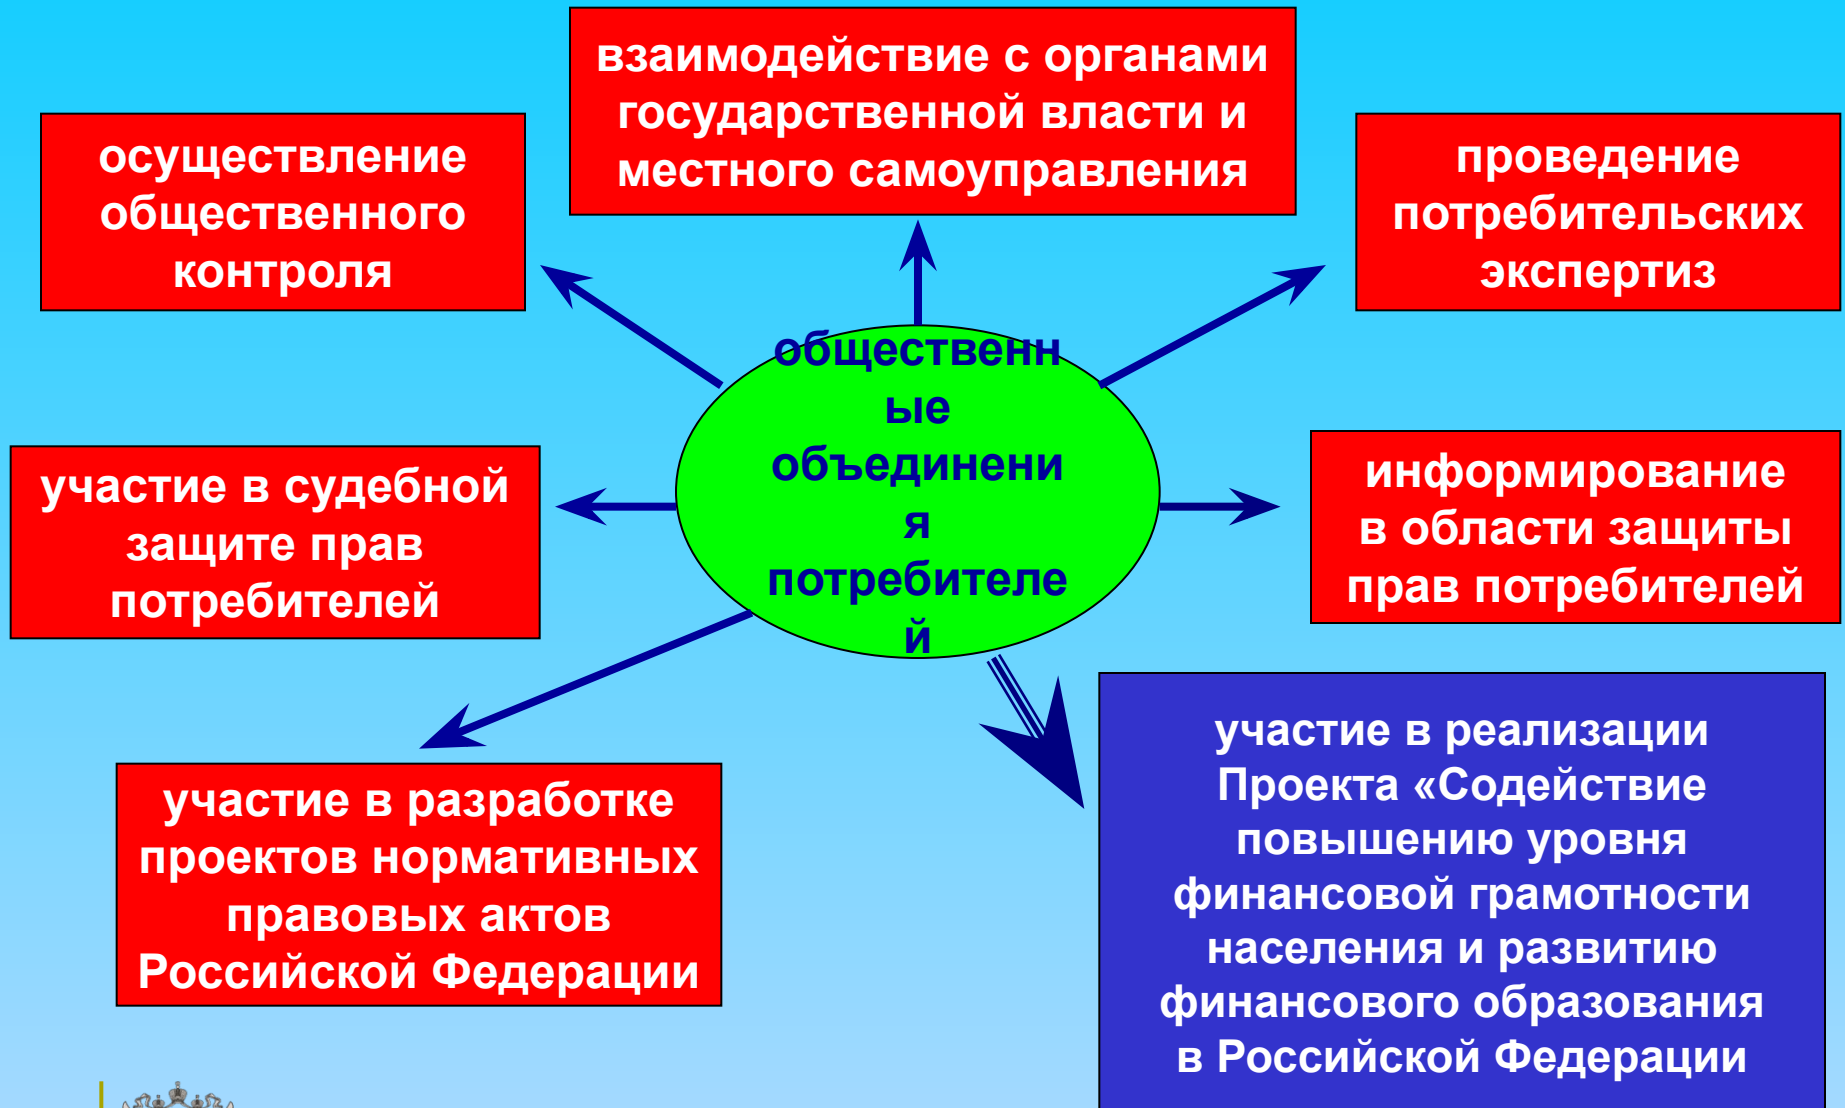 взаимодействие с органами
государственной власти и
местного самоуправления
осуществление
общественного
контроля
проведение
потребительских
экспертиз
общественн
ые
объединени
я
потребителе
й
участие в судебной
защите прав
потребителей
информирование
в области защиты
прав потребителей
участие в разработке
проектов нормативных
правовых актов
Российской Федерации
участие в реализации
Проекта «Содействие
повышению уровня
финансовой грамотности
населения и развитию
финансового образования
в Российской Федерации